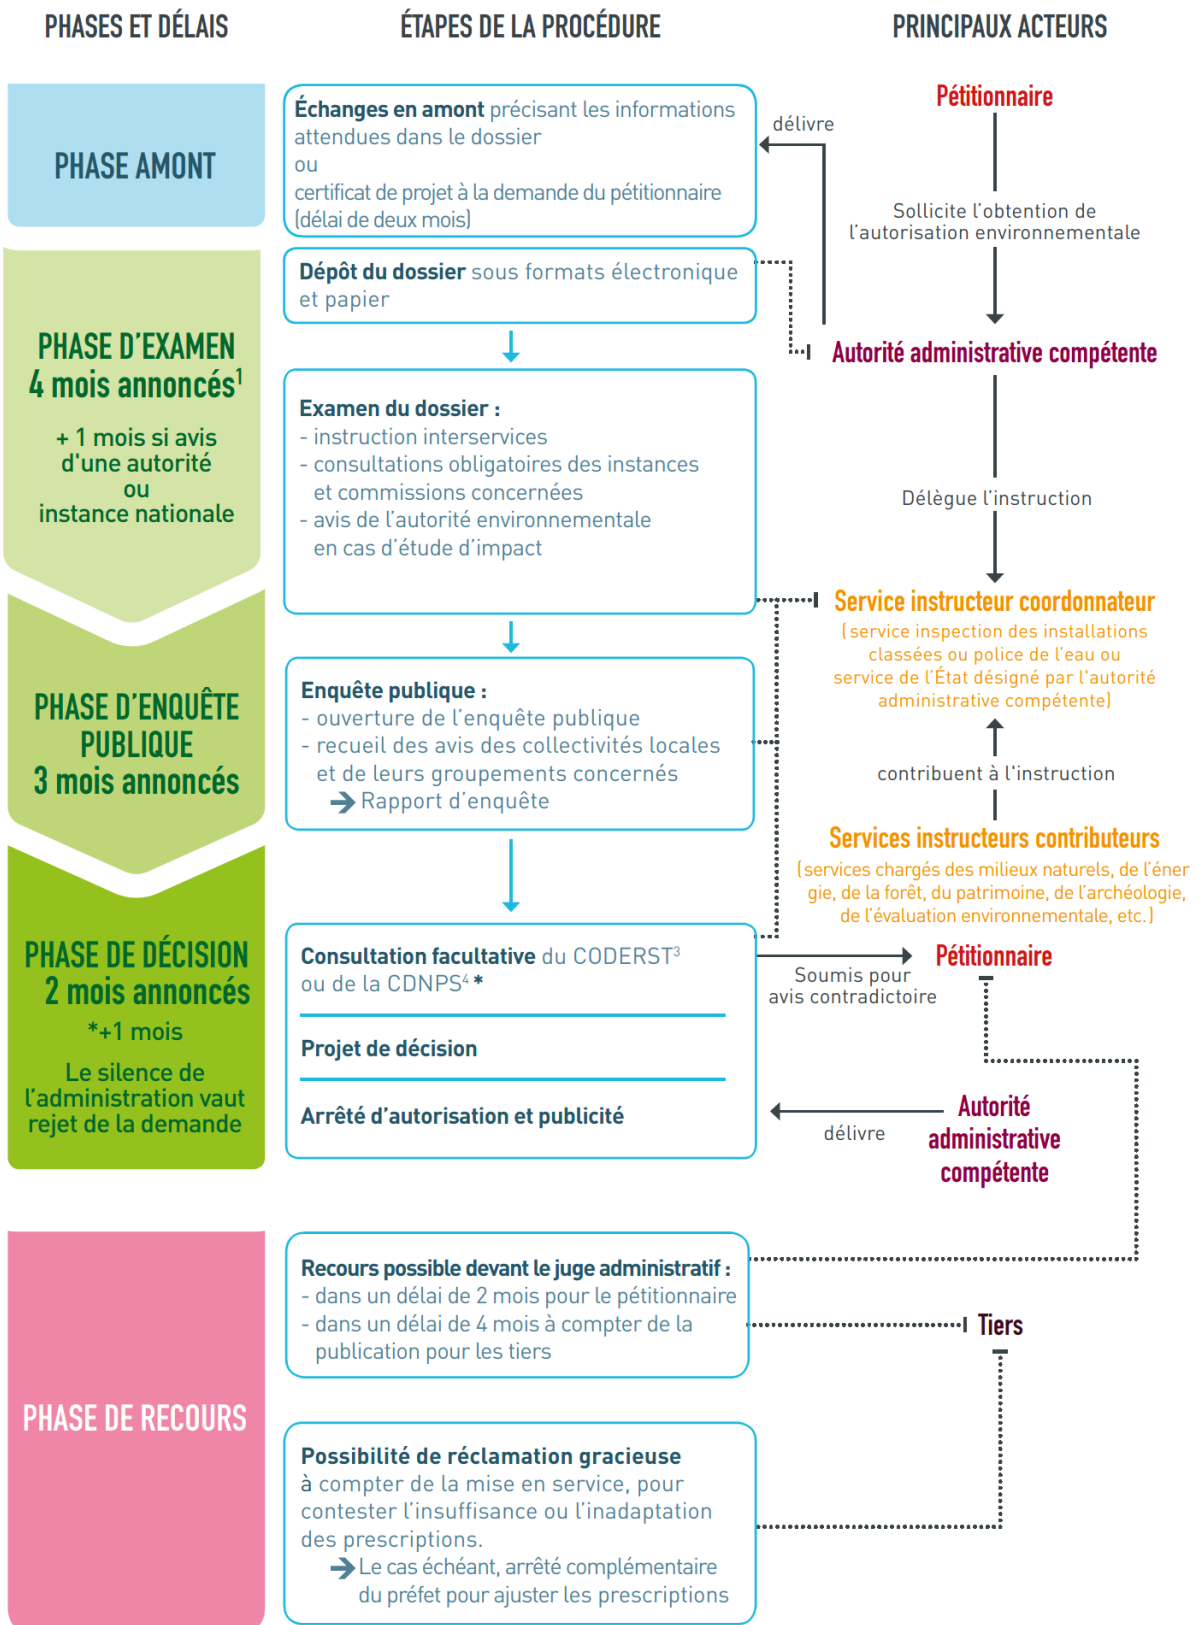 PHASES ET DÉLAIS
ÉTAPES DE LA PROCÉDURE
PRINCIPAUX ACTEURS
PHASE AMONT
Échanges en amont précisant les informations
attendues dans le dossier
ou
certificat de projet à la demande du pétitionnaire
(délai de deux mois)
délivre
Pétitionnaire
Sollicite l’obtention de
l’autorisation environnementale
PHASE D’EXAMEN
4 mois annoncés¹
+ 1 mois si avis
d'une autorité
ou
instance nationale
Dépôt du dossier sous formats électronique
et papier
Autorité administrative compétente
Examen du dossier :
- instruction interservices
- consultations obligatoires des instances
et commissions concernées
- avis de l’autorité environnementale
en cas d’étude d’impact
Délègue l’instruction
Service instructeur coordonnateur
(service inspection des installations
classées ou police de l’eau ou
service de l’État désigné par l'autorité
administrative compétente)
PHASE D’ENQUÊTE
PUBLIQUE
3 mois annoncés
Enquête publique :
- ouverture de l’enquête publique
- recueil des avis des collectivités locales
et de leurs groupements concernés
→ Rapport d’enquête
contribuent à l'instruction
Services instructeurs contributeurs
(services chargés des milieux naturels, de l’éner
gie, de la forêt, du patrimoine, de l’archéologie,
de l’évaluation environnementale, etc.)
PHASE DE DÉCISION
2 mois annoncés
*+1 mois
Le silence de
l’administration vaut
rejet de la demande
Consultation facultative du CODERST³
ou de la CDNPS⁴ *
Projet de décision
Arrêté d’autorisation et publicité
Soumis pour
avis contradictoire
Pétitionnaire
délivre
Autorité
administrative
compétente
PHASE DE RECOURS
Recours possible devant le juge administratif :
- dans un délai de 2 mois pour le pétitionnaire
- dans un délai de 4 mois à compter de la
publication pour les tiers
Tiers
Possibilité de réclamation gracieuse
à compter de la mise en service, pour
contester l’insuffisance ou l’inadaptation
des prescriptions.
→ Le cas échéant, arrêté complémentaire
du préfet pour ajuster les prescriptions